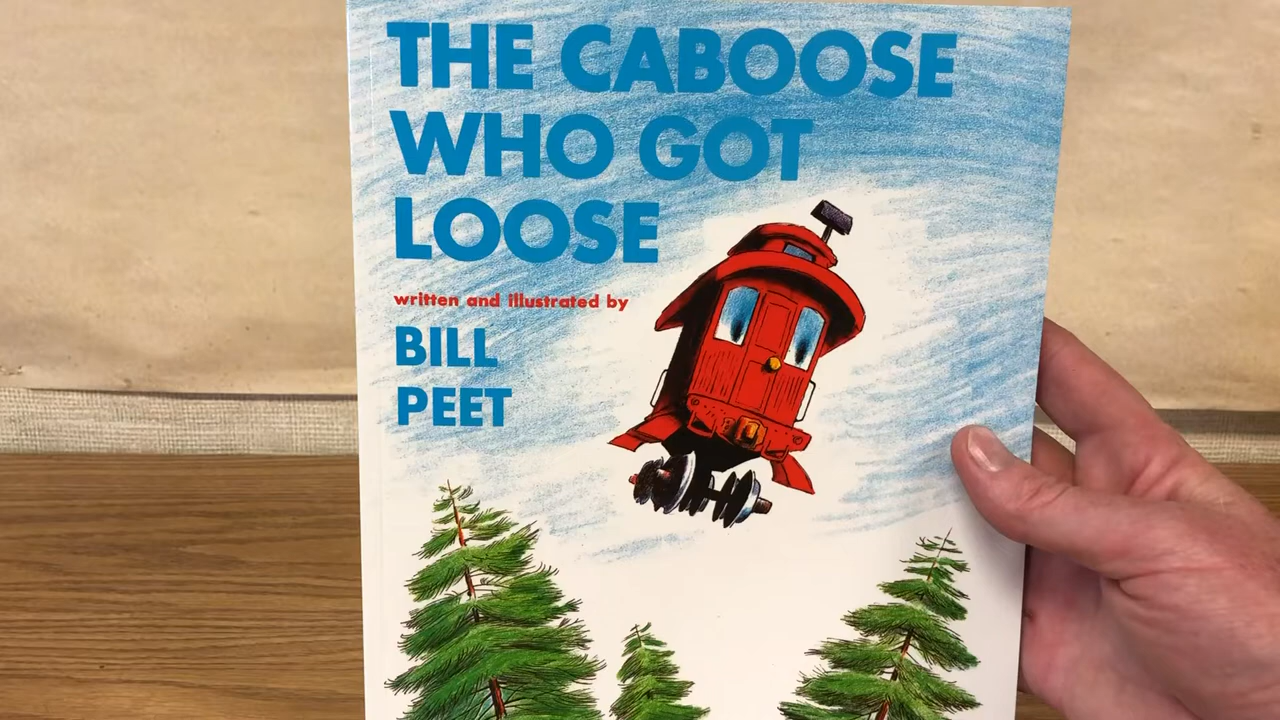 THE CABOOSE
WHO GOT
LOOSE
written and illustrated by
BILL
PEET